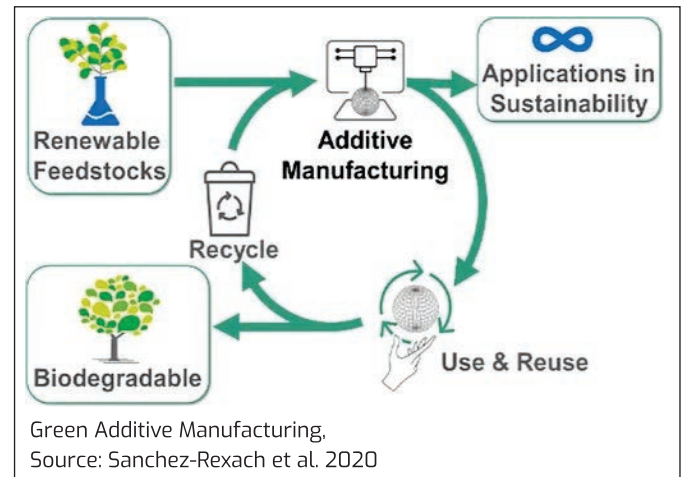 Renewable
Feedstocks
Additive
Manufacturing
Applications in
Sustainability
Recycle
Biodegradable
Use & Reuse
Green Additive Manufacturing,
Source: Sanchez-Rexach et al. 2020